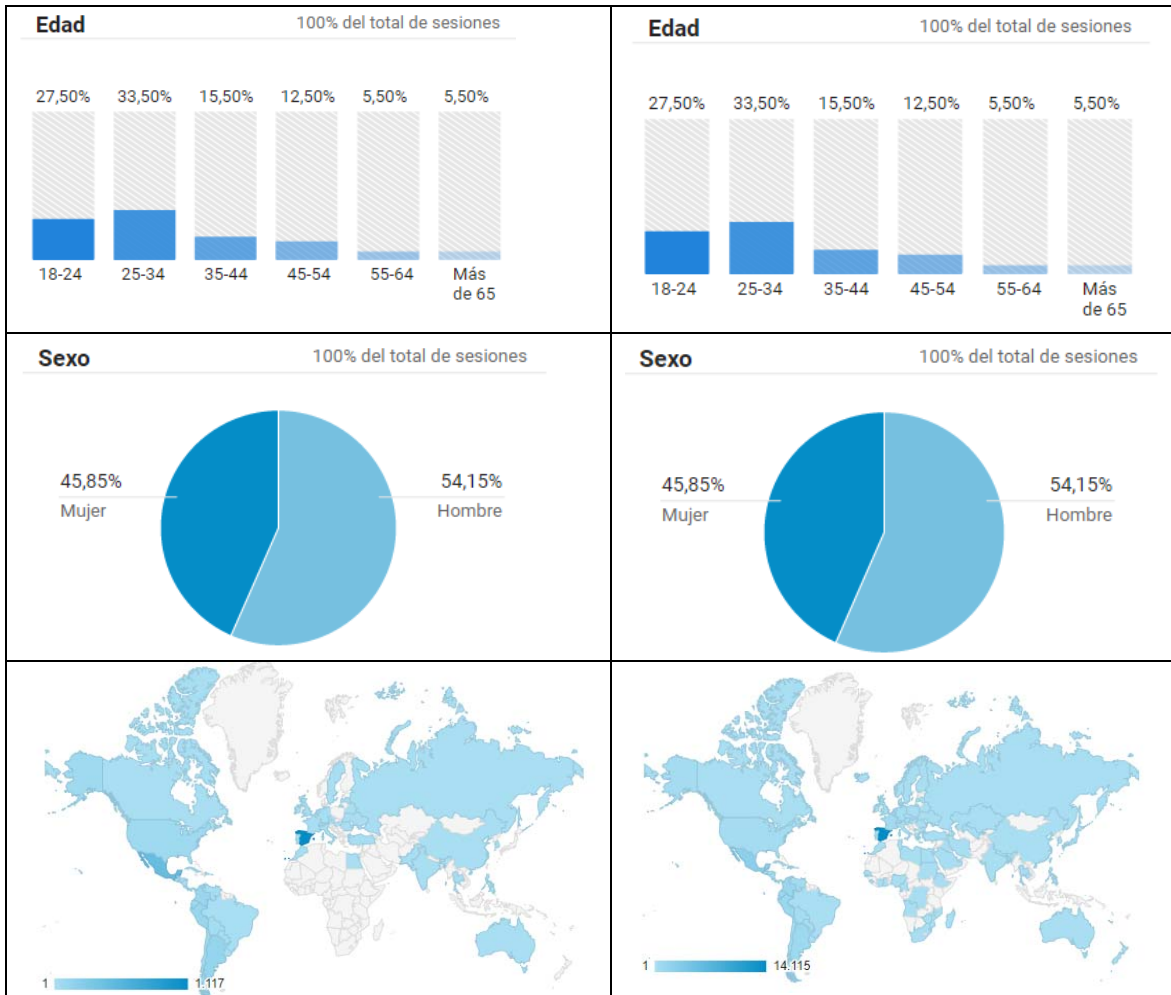 Edad 100% del total de sesiones
27,50% 33,50% 15,50% 12,50% 5,50% 5,50%
18-24 25-34 35-44 45-54 55-64 Más
de 65
Edad 100% del total de sesiones
27,50% 33,50% 15,50% 12,50% 5,50% 5,50%
18-24 25-34 35-44 45-54 55-64 Más
de 65
Sexo 100% del total de sesiones
45,85% 54,15%
Mujer Hombre
Sexo 100% del total de sesiones
45,85% 54,15%
Mujer Hombre
1 1.117
1 14.115